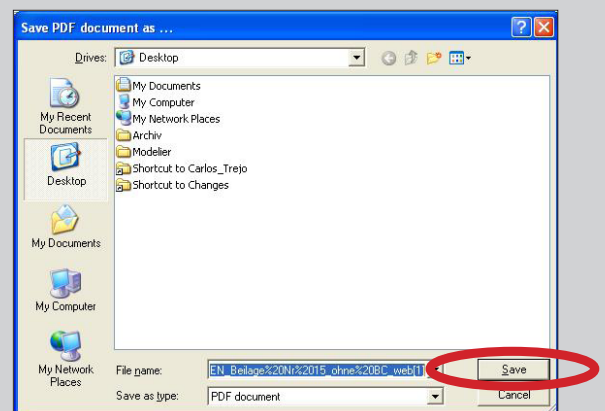 Save PDF document as ...
Drives: Desktop
My Recent
Documents
Desktop
My Documents
My Computer
My Network
Places
My Documents
My Computer
My Network Places
Archiv
Modelier
Shortcut to Carlos_Trejo
Shortcut to Changes
File name: EN_Beilage%20Nr%2015_ohne%20BC_web[1] Save
Save as type: PDF document Cancel